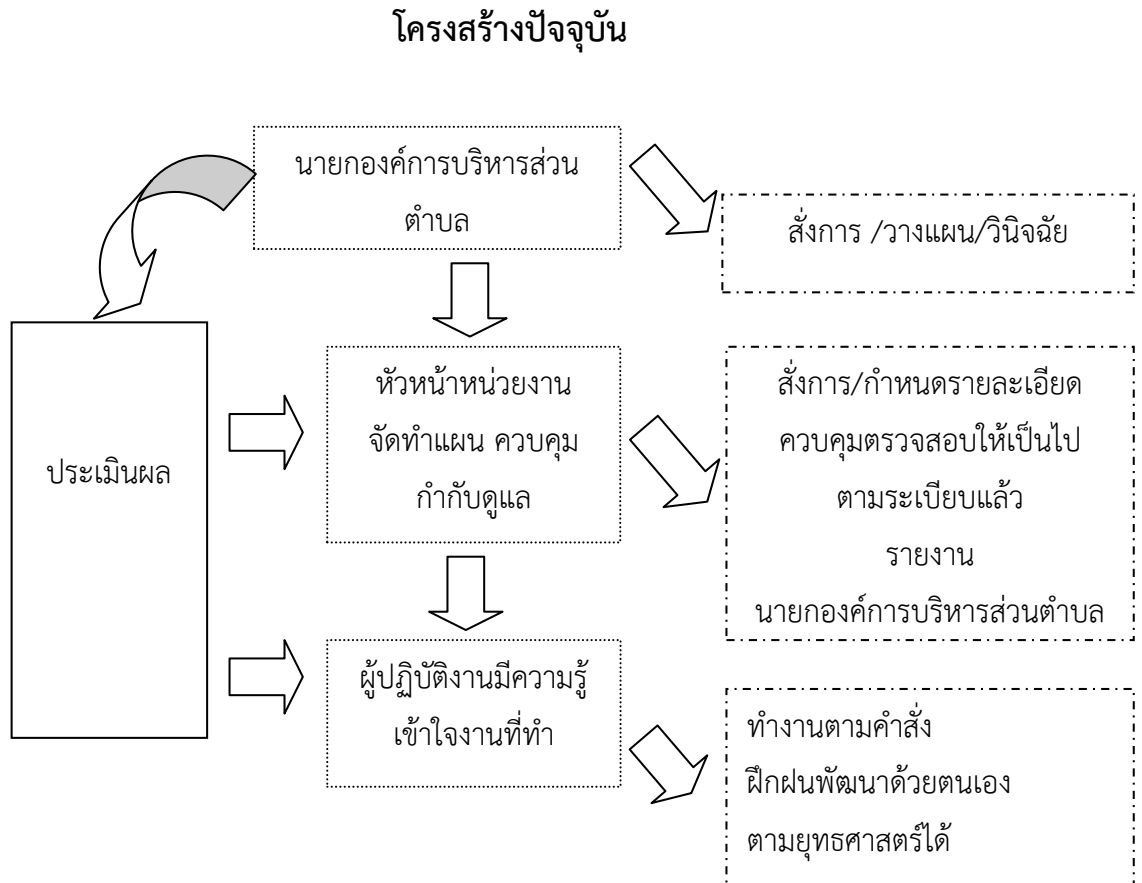 โครงสร้างปัจจุบัน
นายกองค์การบริหารส่วน
ตำบล
สั่งการ /วางแผน/วินิจฉัย
ประเมินผล
หัวหน้าหน่วยงาน
จัดทำแผน ควบคุม
กำกับดูแล
สั่งการ/กำหนดรายละเอียด
ควบคุมตรวจสอบให้เป็นไป
ตามระเบียบแล้ว
รายงาน
นายกองค์การบริหารส่วนตำบล
ผู้ปฏิบัติงานมีความรู้
เข้าใจงานที่ทำ
ทำงานตามคำสั่ง
ฝึกฝนพัฒนาด้วยตนเอง
ตามยุทธศาสตร์ได้